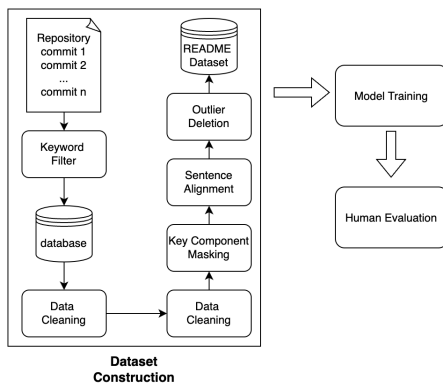 Repository
commit 1
commit 2
...
commit n
Keyword
Filter
database
Data
Cleaning
Data
Cleaning
Key Component
Masking
Sentence
Alignment
Outlier
Deletion
README
Dataset
Model Training
Human Evaluation
Dataset
Construction